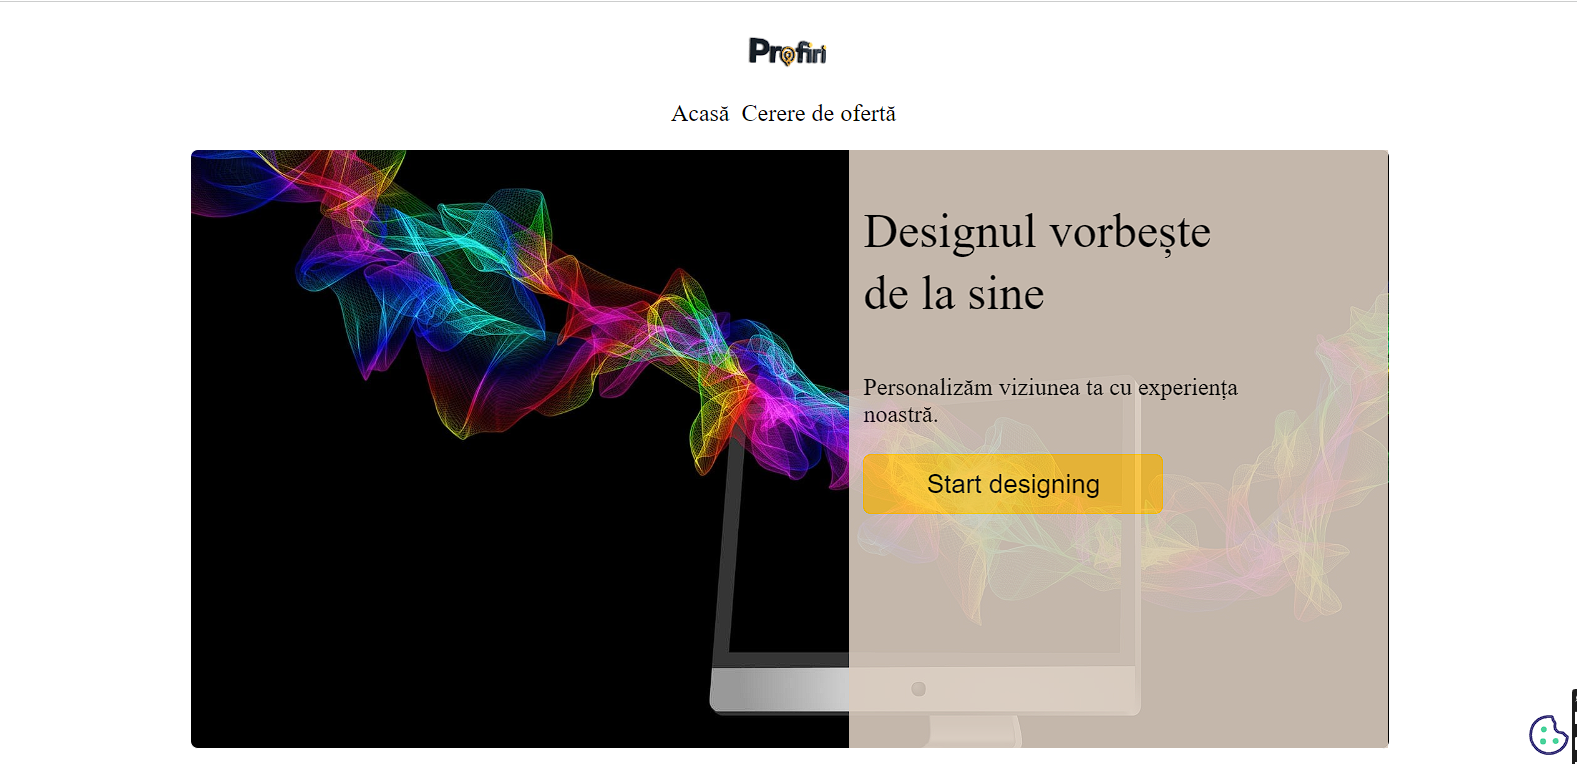 Profiri
Acasă Cerere de ofertă
Designul vorbește
de la sine
Personalizăm viziunea ta cu experiența
noastră.
Start designing